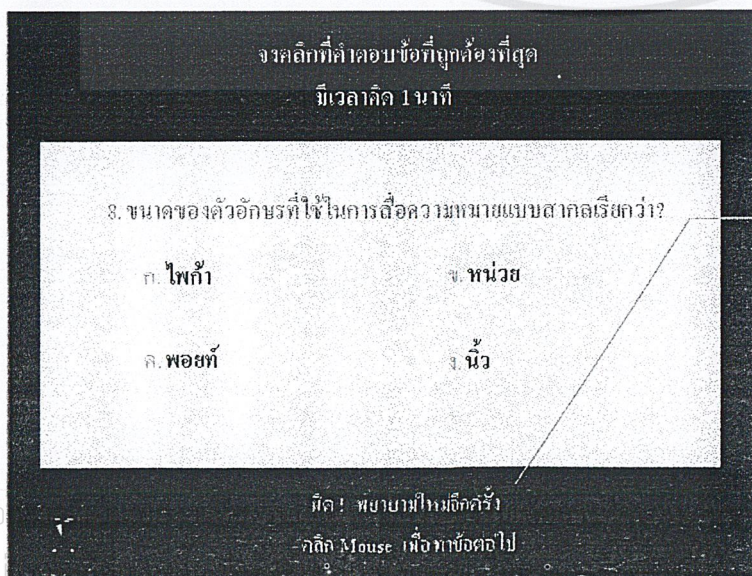 จงคลิกที่คำตอบข้อที่ถูกต้องที่สุด
มีเวลาคิด 1 นาที
8. ขนาดของตัวอักษรที่ใช้ในการสื่อความหมายแบบสากลเรียกว่า?
ก. ไพก้า ข. หน่วย
ค. พอยท์ ง. นิ้ว
ผิด ! พยายามใหม่อีกครั้ง
คลิก Mouse เพื่อทำข้อต่อไป